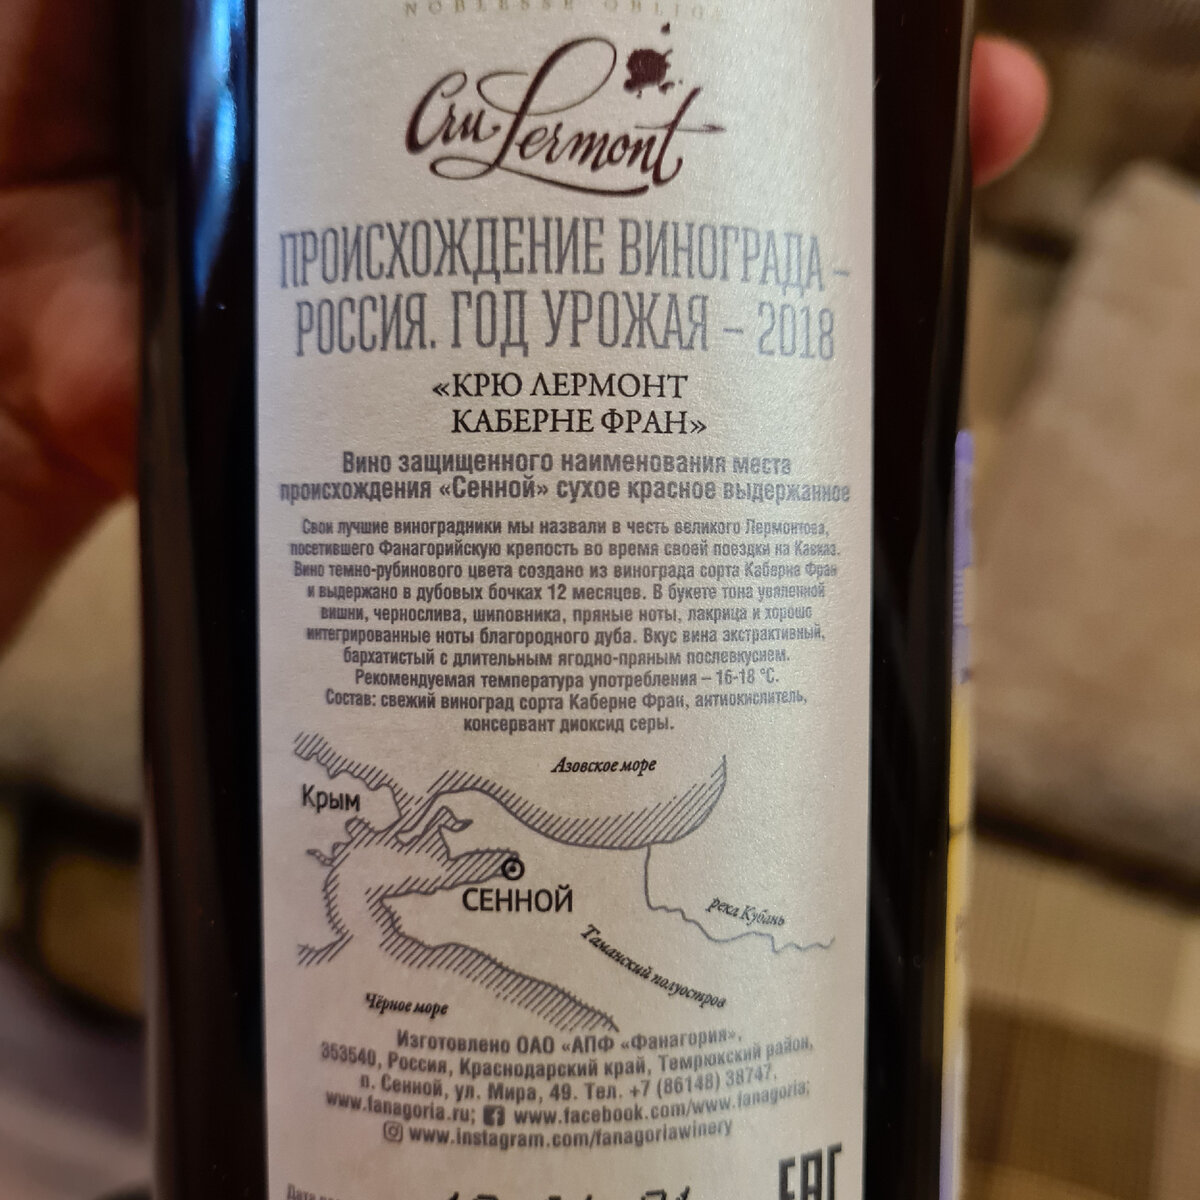 NOBLESSE OBLIGE
Cru Lermont
ПРОИСХОЖДЕНИЕ ВИНОГРАДА –
РОССИЯ. ГОД УРОЖАЯ – 2018
«КРЮ ЛЕРМОНТ
КАБЕРНЕ ФРАН»
Вино защищенного наименования места
происхождения «Сенной» сухое красное выдержанное
Свои лучшие виноградники мы назвали в честь великого Лермонтова,
посетившего Фанагорийскую крепость во время своей поездки на Кавказ.
Вино темно-рубинового цвета создано из винограда сорта Каберне Фран
и выдержано в дубовых бочках 12 месяцев. В букете тона увяленной
вишни, чернослива, шиповника, пряные ноты, лакрица и хорошо
интегрированные ноты благородного дуба. Вкус вина экстрактивный,
бархатистый с длительным ягодно-пряным послевкусием.
Рекомендуемая температура употребления – 16-18 °С.
Состав: свежий виноград сорта Каберне Фран, антиокислитель,
консервант диоксид серы.
Азовское море
Крым
СЕННОЙ
река Кубань
Таманский полуостров
Чёрное море
Изготовлено ОАО «АПФ «Фанагория».
353540, Россия, Краснодарский край, Темрюкский район,
п. Сенной, ул. Мира, 49. Тел. +7 (86148) 38747.
www.fanagoria.ru; www.facebook.com/www.fanagoria;
www.instagram.com/fanagoriawinery
Дата
EAC